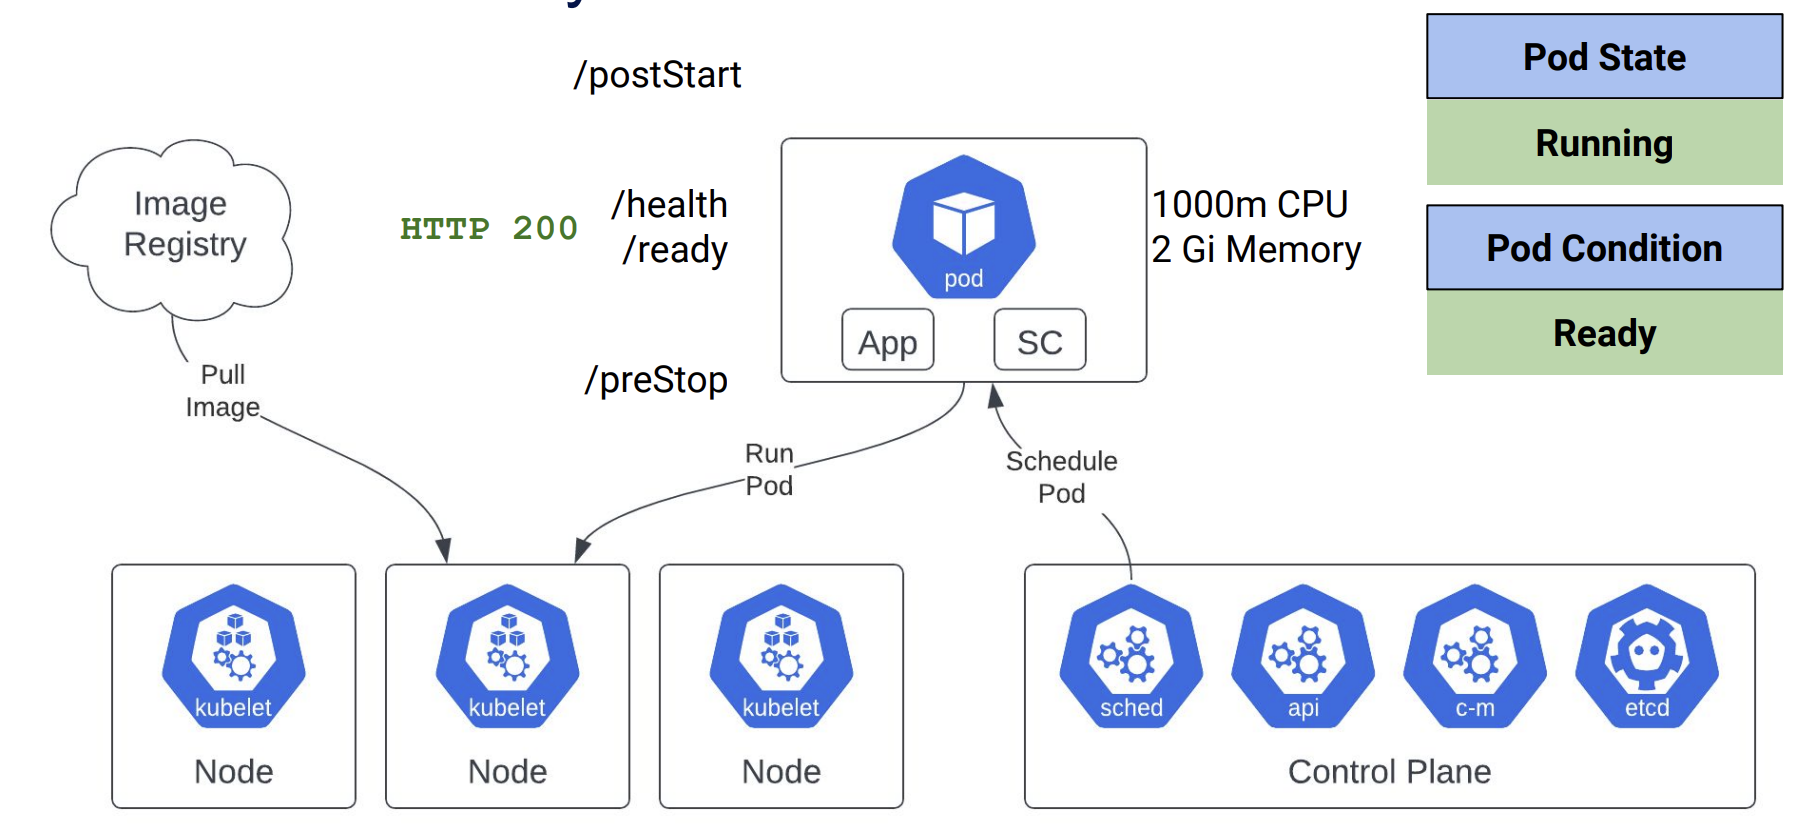 /postStart
Pod State
Running
Image
Registry
HTTP 200
/health
/ready
pod
1000m CPU
2 Gi Memory
Pod Condition
Ready
App
SC
/preStop
Pull
Image
Run
Pod
Schedule
Pod
kubelet
Node
kubelet
Node
kubelet
Node
sched
api
c-m
etcd
Control Plane